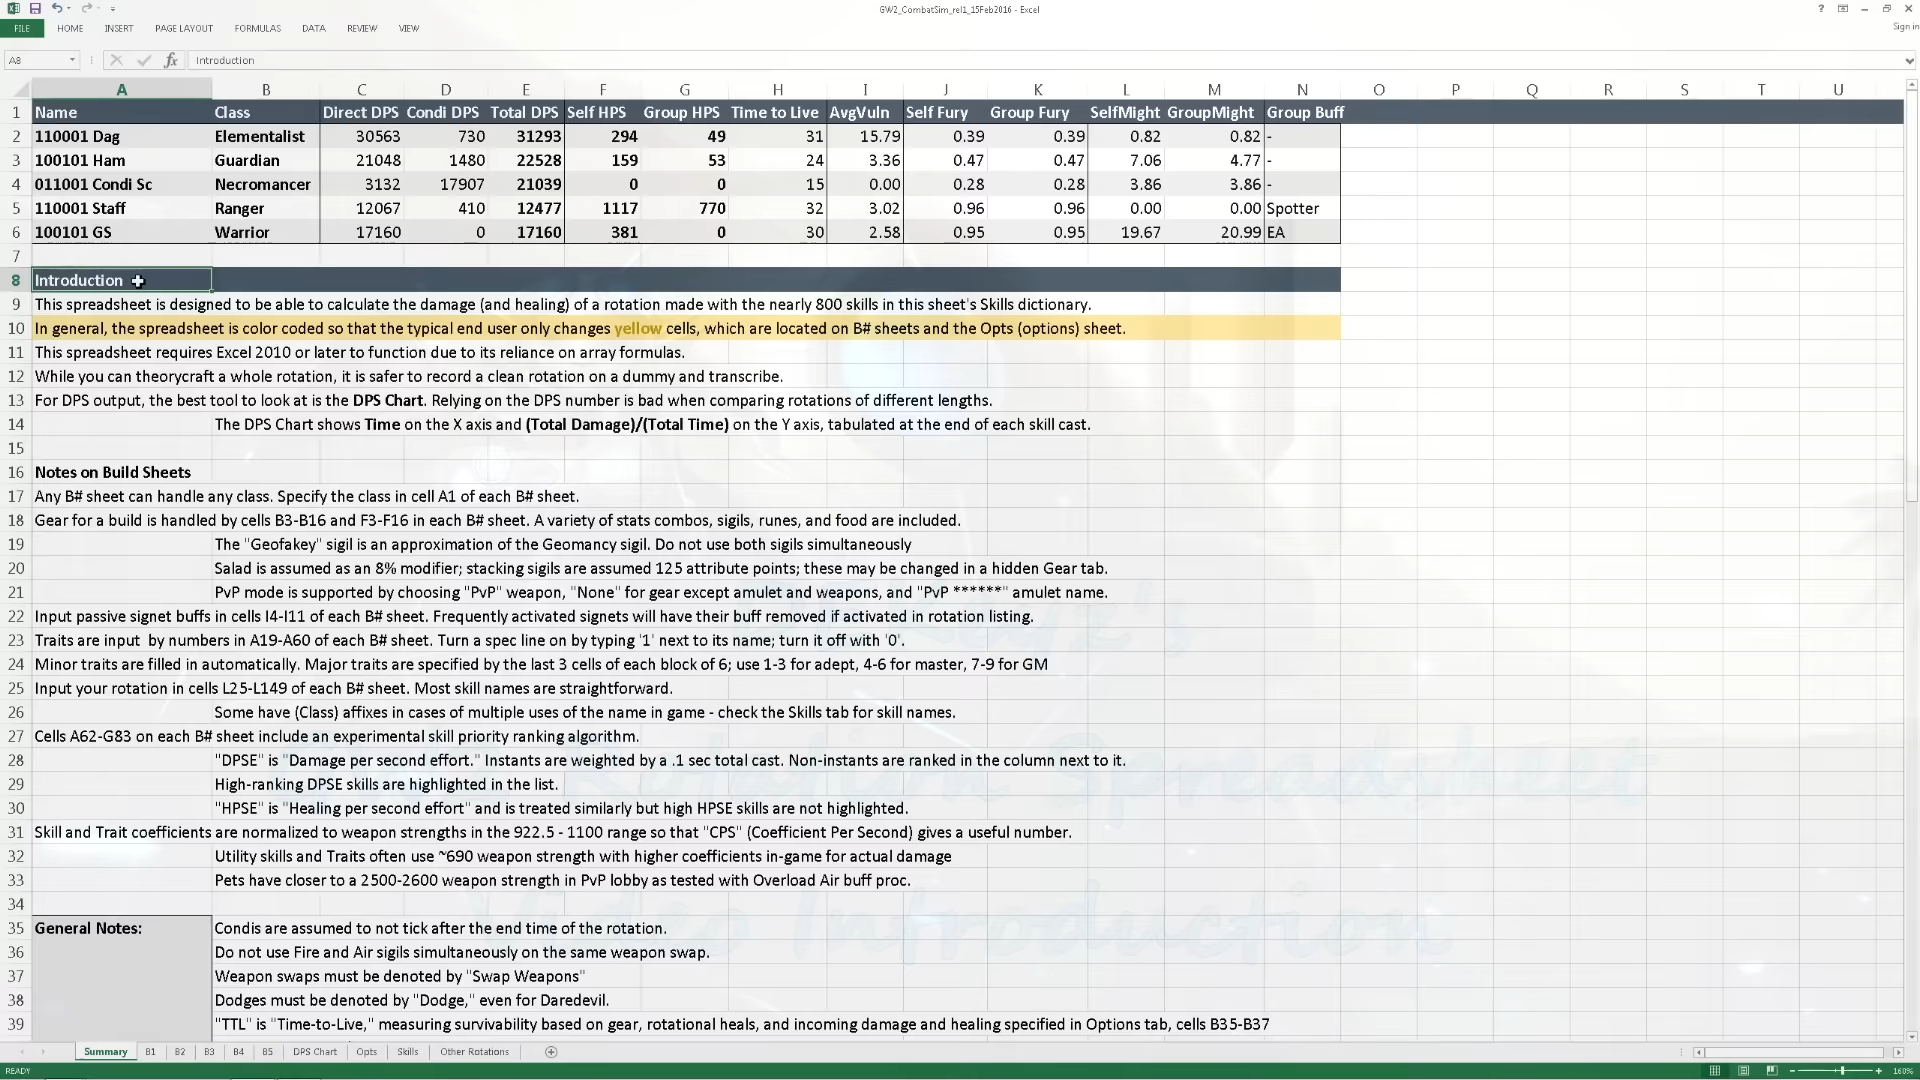 GW2_CombatSim_rel1_15Feb2016 - Excel
Sign in
FILE HOME INSERT PAGE LAYOUT FORMULAS DATA REVIEW VIEW
A8 fx Introduction
A B C D E F G H I J K L M N O P Q R S T U
1 Name Class Direct DPS Condi DPS Total DPS Self HPS Group HPS Time to Live AvgVuln Self Fury Group Fury SelfMight GroupMight Group Buff
2 110001 Dag Elementalist 30563 730 31293 294 49 31 15.79 0.39 0.39 0.82 0.82 -
3 100101 Ham Guardian 21048 1480 22528 159 53 24 3.36 0.47 0.47 7.06 4.77 -
4 011001 Condi Sc Necromancer 3132 17907 21039 0 0 15 0.00 0.28 0.28 3.86 3.86 -
5 110001 Staff Ranger 12067 410 12477 1117 770 32 3.02 0.96 0.96 0.00 0.00 Spotter
6 100101 GS Warrior 17160 0 17160 381 0 30 2.58 0.95 0.95 19.67 20.99 EA
7
8 Introduction
9 This spreadsheet is designed to be able to calculate the damage (and healing) of a rotation made with the nearly 800 skills in this sheet's Skills dictionary.
10 In general, the spreadsheet is color coded so that the typical end user only changes yellow cells, which are located on B# sheets and the Opts (options) sheet.
11 This spreadsheet requires Excel 2010 or later to function due to its reliance on array formulas.
12 While you can theorycraft a whole rotation, it is safer to record a clean rotation on a dummy and transcribe.
13 For DPS output, the best tool to look at is the DPS Chart. Relying on the DPS number is bad when comparing rotations of different lengths.
14 The DPS Chart shows Time on the X axis and (Total Damage)/(Total Time) on the Y axis, tabulated at the end of each skill cast.
15
16 Notes on Build Sheets
17 Any B# sheet can handle any class. Specify the class in cell A1 of each B# sheet.
18 Gear for a build is handled by cells B3-B16 and F3-F16 in each B# sheet. A variety of stats combos, sigils, runes, and food are included.
19 The "Geofakey" sigil is an approximation of the Geomancy sigil. Do not use both sigils simultaneously
20 Salad is assumed as an 8% modifier; stacking sigils are assumed 125 attribute points; these may be changed in a hidden Gear tab.
21 PvP mode is supported by choosing "PvP" weapon, "None" for gear except amulet and weapons, and "PvP ******" amulet name.
22 Input passive signet buffs in cells I4-I11 of each B# sheet. Frequently activated signets will have their buff removed if activated in rotation listing.
23 Traits are input  by numbers in A19-A60 of each B# sheet. Turn a spec line on by typing '1' next to its name; turn it off with '0'.
24 Minor traits are filled in automatically. Major traits are specified by the last 3 cells of each block of 6; use 1-3 for adept, 4-6 for master, 7-9 for GM
25 Input your rotation in cells L25-L149 of each B# sheet. Most skill names are straightforward.
26 Some have (Class) affixes in cases of multiple uses of the name in game - check the Skills tab for skill names.
27 Cells A62-G83 on each B# sheet include an experimental skill priority ranking algorithm.
28 "DPSE" is "Damage per second effort." Instants are weighted by a .1 sec total cast. Non-instants are ranked in the column next to it.
29 High-ranking DPSE skills are highlighted in the list.
30 "HPSE" is "Healing per second effort" and is treated similarly but high HPSE skills are not highlighted.
31 Skill and Trait coefficients are normalized to weapon strengths in the 922.5 - 1100 range so that "CPS" (Coefficient Per Second) gives a useful number.
32 Utility skills and Traits often use ~690 weapon strength with higher coefficients in-game for actual damage
33 Pets have closer to a 2500-2600 weapon strength in PvP lobby as tested with Overload Air buff proc.
34
35 General Notes: Condis are assumed to not tick after the end time of the rotation.
36 Do not use Fire and Air sigils simultaneously on the same weapon swap.
37 Weapon swaps must be denoted by "Swap Weapons"
38 Dodges must be denoted by "Dodge," even for Daredevil.
39 "TTL" is "Time-to-Live," measuring survivability based on gear, rotational heals, and incoming damage and healing specified in Options tab, cells B35-B37
Rotation Spreadsheet
Video Introduction
Summary B1 B2 B3 B4 B5 DPS Chart Opts Skills Other Rotations
READY 160%